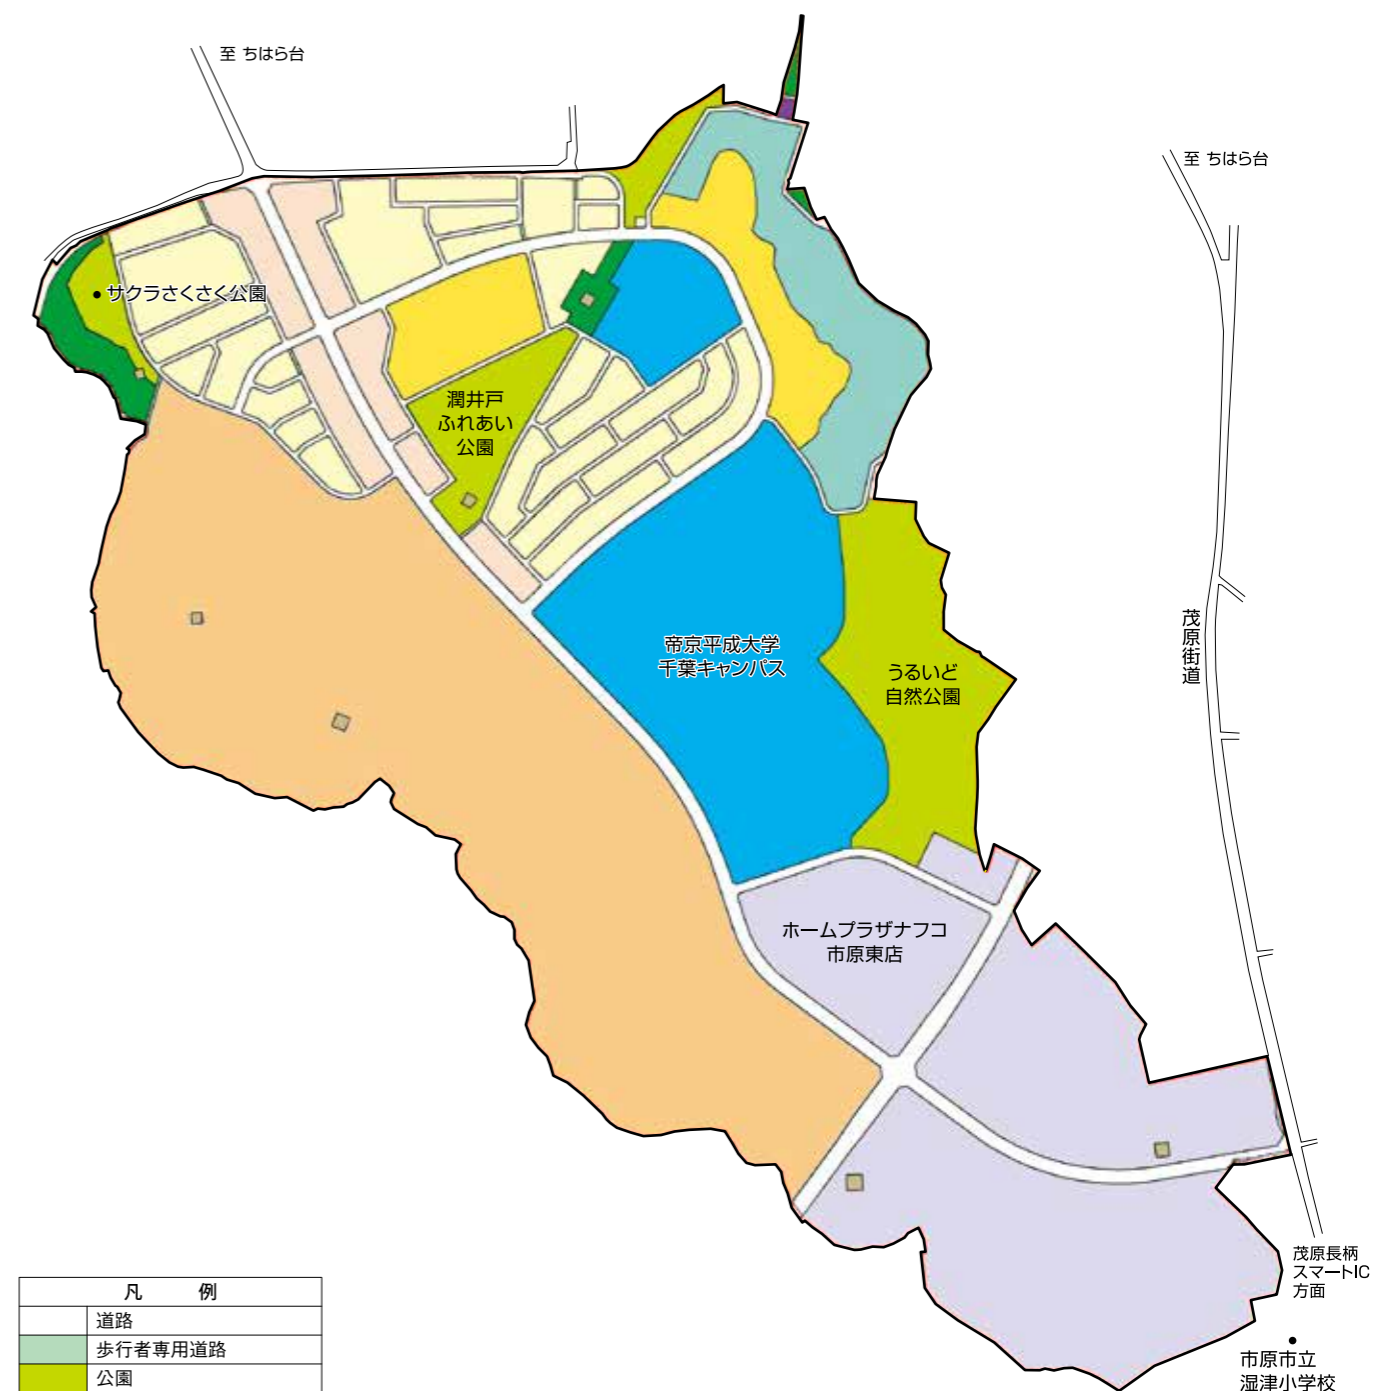 至 ちはら台
至 ちはら台
サクラさくさく公園
潤井戸
ふれあい
公園
帝京平成大学
千葉キャンパス
うるいど
自然公園
茂原街道
ホームプラザナフコ
市原東店
茂原長柄
スマートIC
方面
市原市立
湿津小学校
凡 例
道路
歩行者専用道路
公園